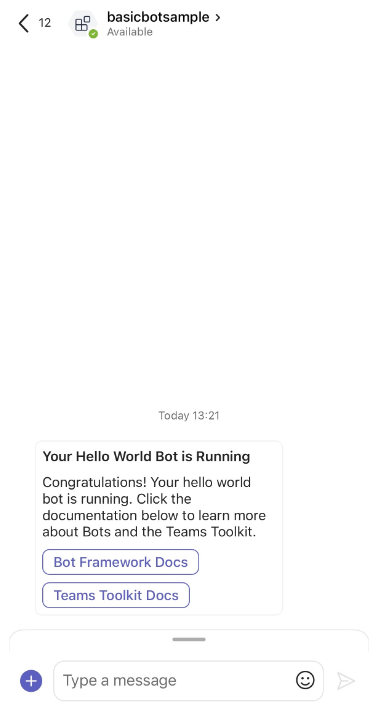 12
basicbotsample
Available
Today 13:21
Your Hello World Bot is Running
Congratulations! Your hello world
bot is running. Click the
documentation below to learn more
about Bots and the Teams Toolkit.
Bot Framework Docs
Teams Toolkit Docs
Type a message